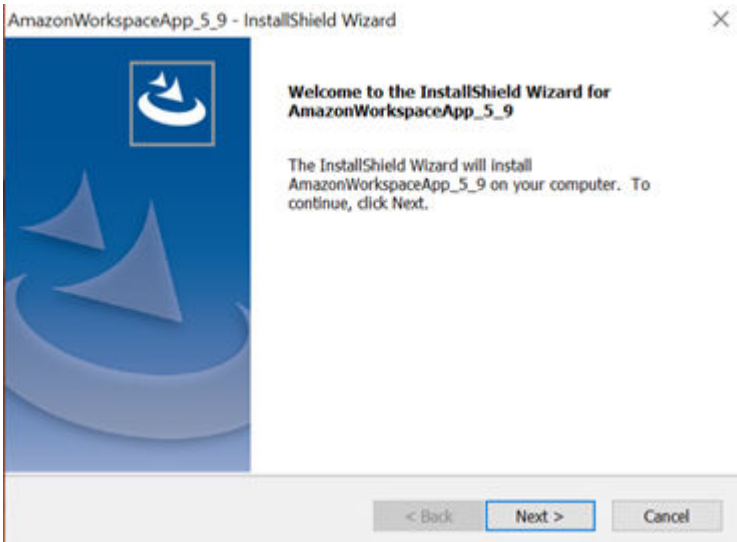 AmazonWorkspaceApp_5_9 - InstallShield Wizard
Welcome to the InstallShield Wizard for
AmazonWorkspaceApp_5_9
The InstallShield Wizard will install
AmazonWorkspaceApp_5_9 on your computer. To
continue, click Next.
< Back
Next >
Cancel